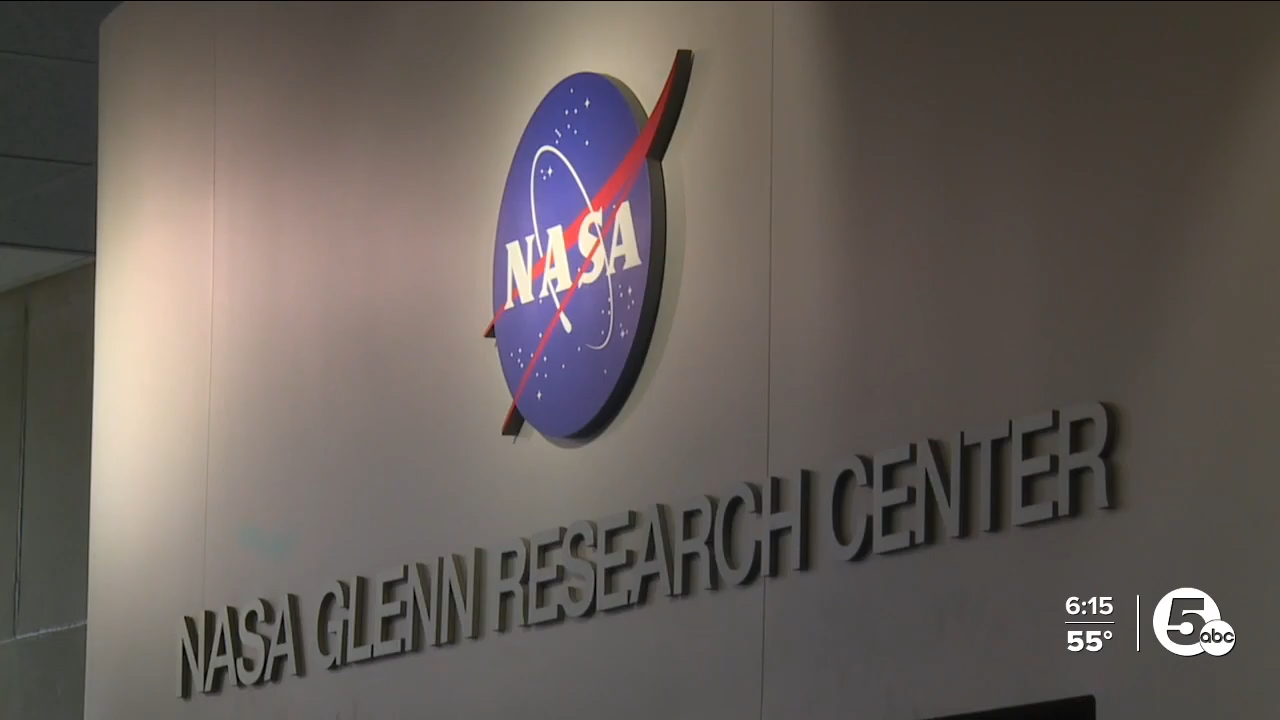 NASA
NASA GLENN RESEARCH CENTER
6:15
55°
5
abc